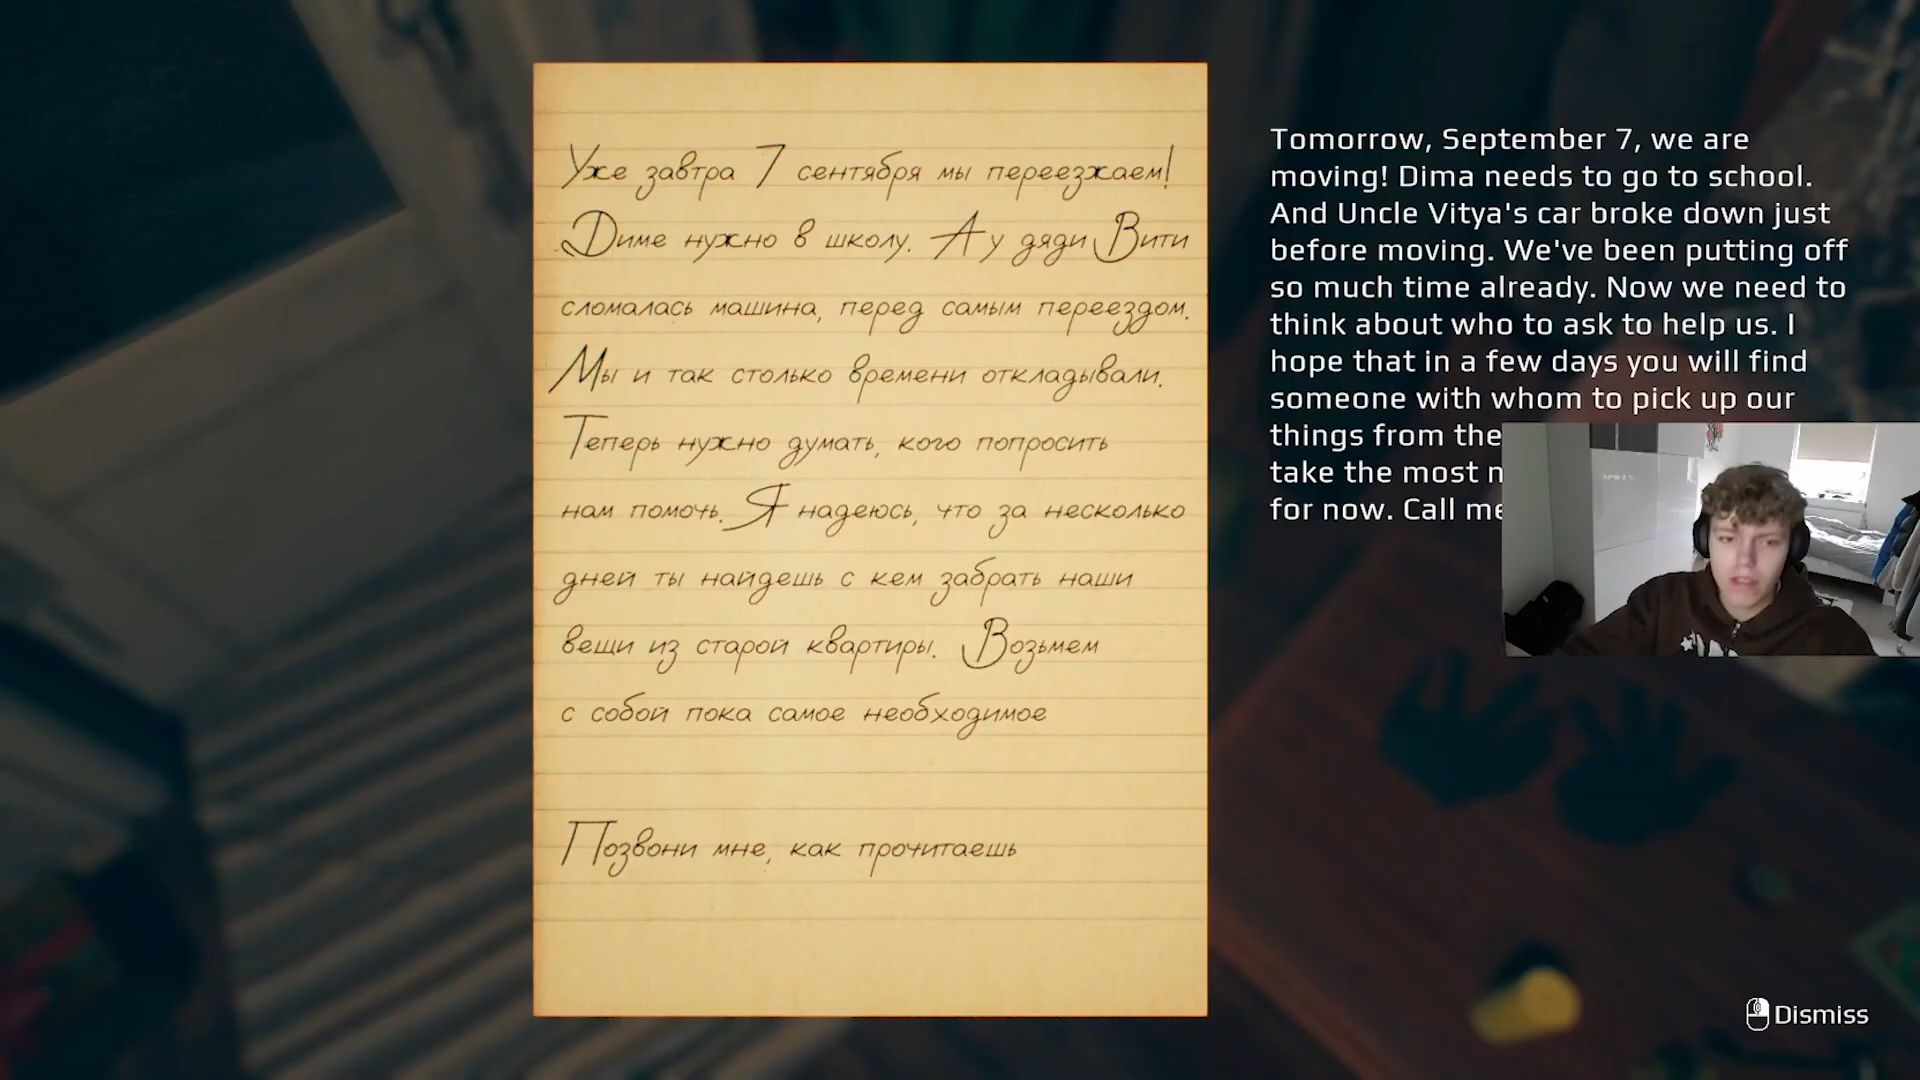 Уже завтра 7 сентября мы переезжаем!
Диме нужно в школу. А у дяди Вити
сломалась машина, перед самым переездом.
Мы и так столько времени откладывали.
Теперь нужно думать, кого попросить
нам помочь. Я надеюсь, что за несколько
дней ты найдешь с кем забрать наши
вещи из старой квартиры. Возьмем
с собой пока самое необходимое
Позвони мне, как прочитаешь
Tomorrow, September 7, we are
moving! Dima needs to go to school.
And Uncle Vitya's car broke down just
before moving. We've been putting off
so much time already. Now we need to
think about who to ask to help us. I
hope that in a few days you will find
someone with whom to pick up our
things from the
take the most
for now. Call me
Dismiss